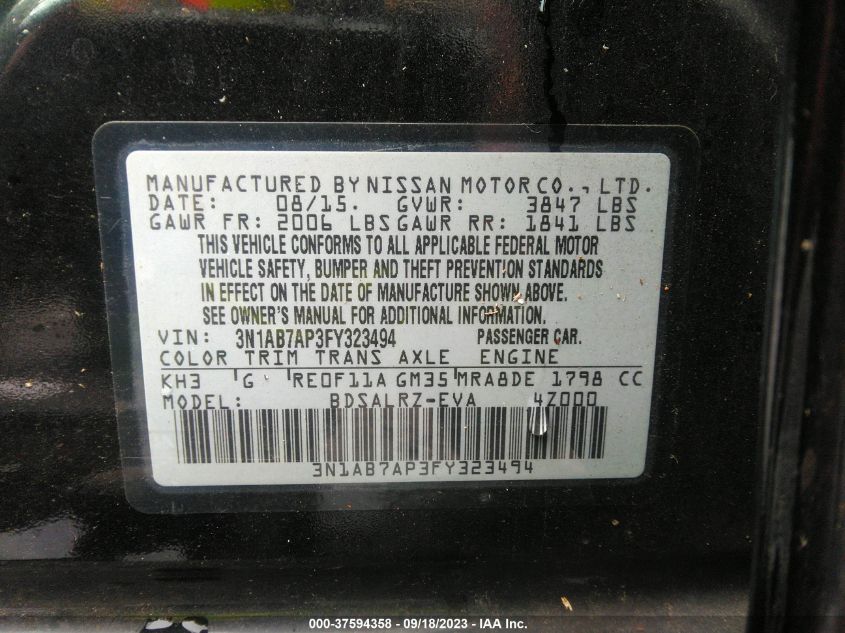 MANUFACTURED BY NISSAN MOTOR CO., LTD.
DATE: 08/15. GVWR: 3847 LBS
GAWR FR: 2006 LBS GAWR RR: 1841 LBS
THIS VEHICLE CONFORMS TO ALL APPLICABLE FEDERAL MOTOR
VEHICLE SAFETY, BUMPER AND THEFT PREVENTION STANDARDS
IN EFFECT ON THE DATE OF MANUFACTURE SHOWN ABOVE.
SEE OWNER'S MANUAL FOR ADDITIONAL INFORMATION.
VIN: 3N1AB7AP3FY323494 PASSENGER CAR.
COLOR TRIM TRANS AXLE ENGINE
KH3 G RE0F11A GM35 MRA8DE 1798 CC
MODEL: BDSALRZ-EVA 4Z000
3N1AB7AP3FY323494
000-37594358 - 09/18/2023 - IAA Inc.